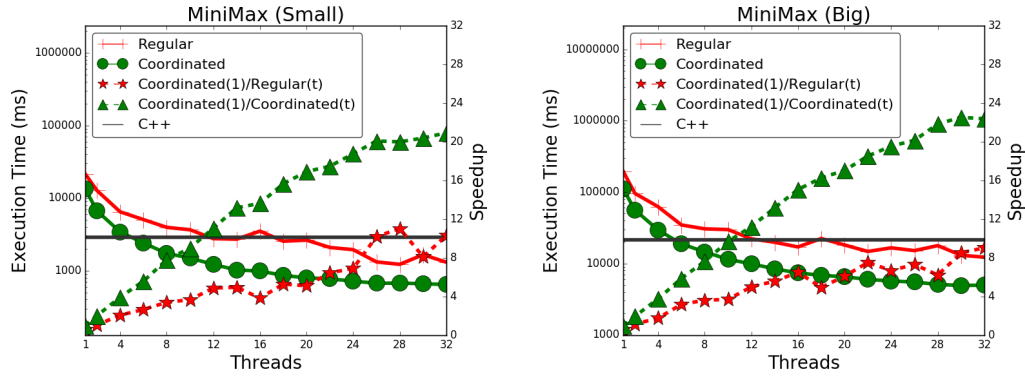 MiniMax (Small)
Execution Time (ms)
1000000
100000
10000
1000
Regular
Coordinated
Coordinated(1)/Regular(t)
Coordinated(1)/Coordinated(t)
C++
32
28
24
20
16
12
8
4
0
Speedup
1 4 8 12 16 20 24 28 32
Threads
MiniMax (Big)
Execution Time (ms)
10000000
1000000
100000
10000
1000
Regular
Coordinated
Coordinated(1)/Regular(t)
Coordinated(1)/Coordinated(t)
C++
32
28
24
20
16
12
8
4
0
Speedup
1 4 8 12 16 20 24 28 32
Threads